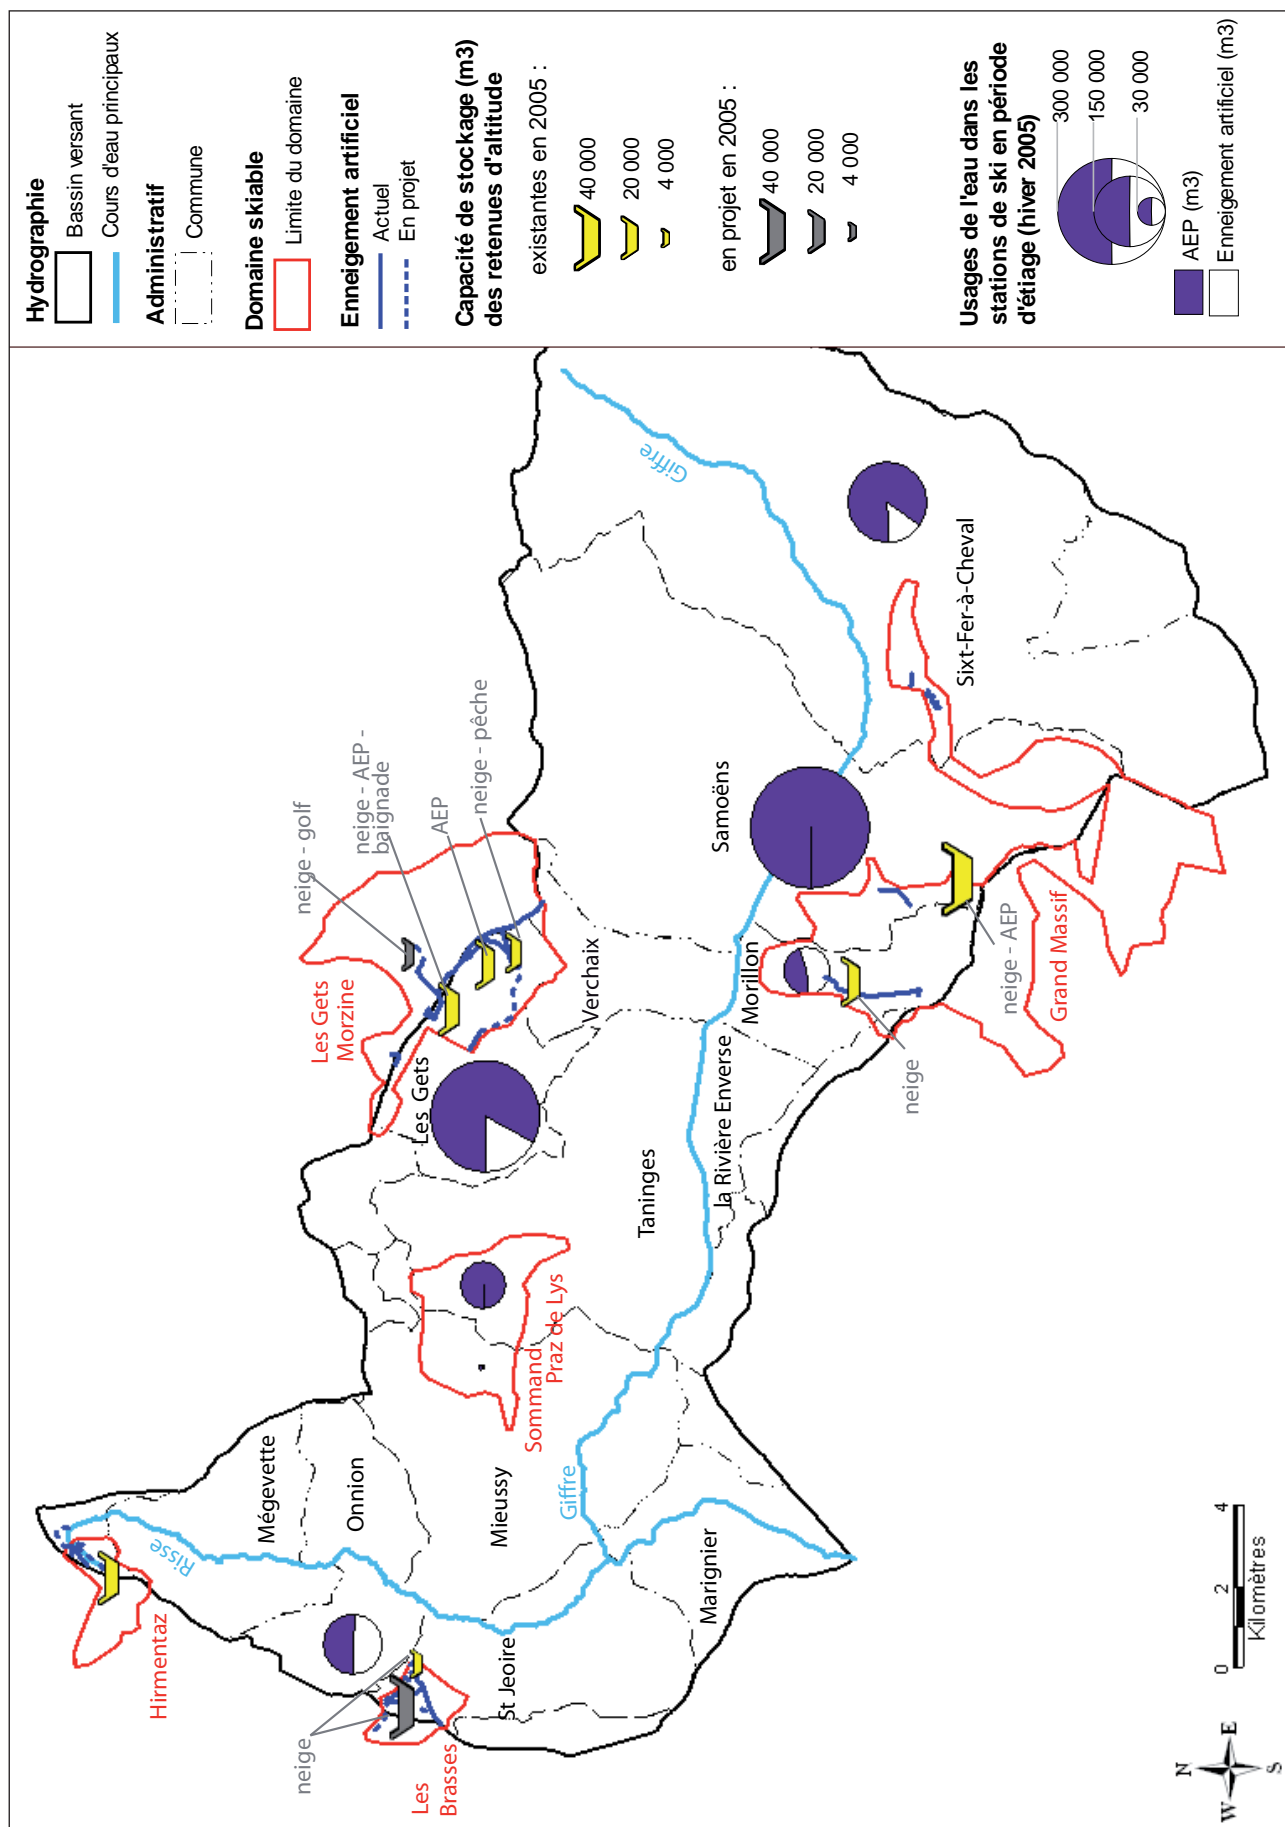 Hydrographie
Bassin versant
Cours d'eau principaux
Administratif
Commune
Domaine skiable
Limite du domaine
Enneigement artificiel
Actuel
En projet
Capacité de stockage (m3)
des retenues d'altitude
existantes en 2005 :
40 000
20 000
4 000
en projet en 2005 :
40 000
20 000
4 000
Usages de l'eau dans les
stations de ski en période
d'étiage (hiver 2005)
300 000
150 000
30 000
AEP (m3)
Enneigement artificiel (m3)
Hirmentaz
Risse
Mégevette
Onnion
neige
Les
Brasses
St Jeoire
Mieussy
Giffre
Marignier
Sommand
Praz de Lys
Taninges
Les Gets
Morzine
Les Gets
neige - golf
neige - AEP -
baignade
AEP
neige - pêche
Verchaix
la Rivière Enverse
Morillon
Samoëns
Giffre
Sixt-Fer-à-Cheval
neige
neige - AEP
Grand Massif
N
W
E
S
0
2
4
Kilomètres